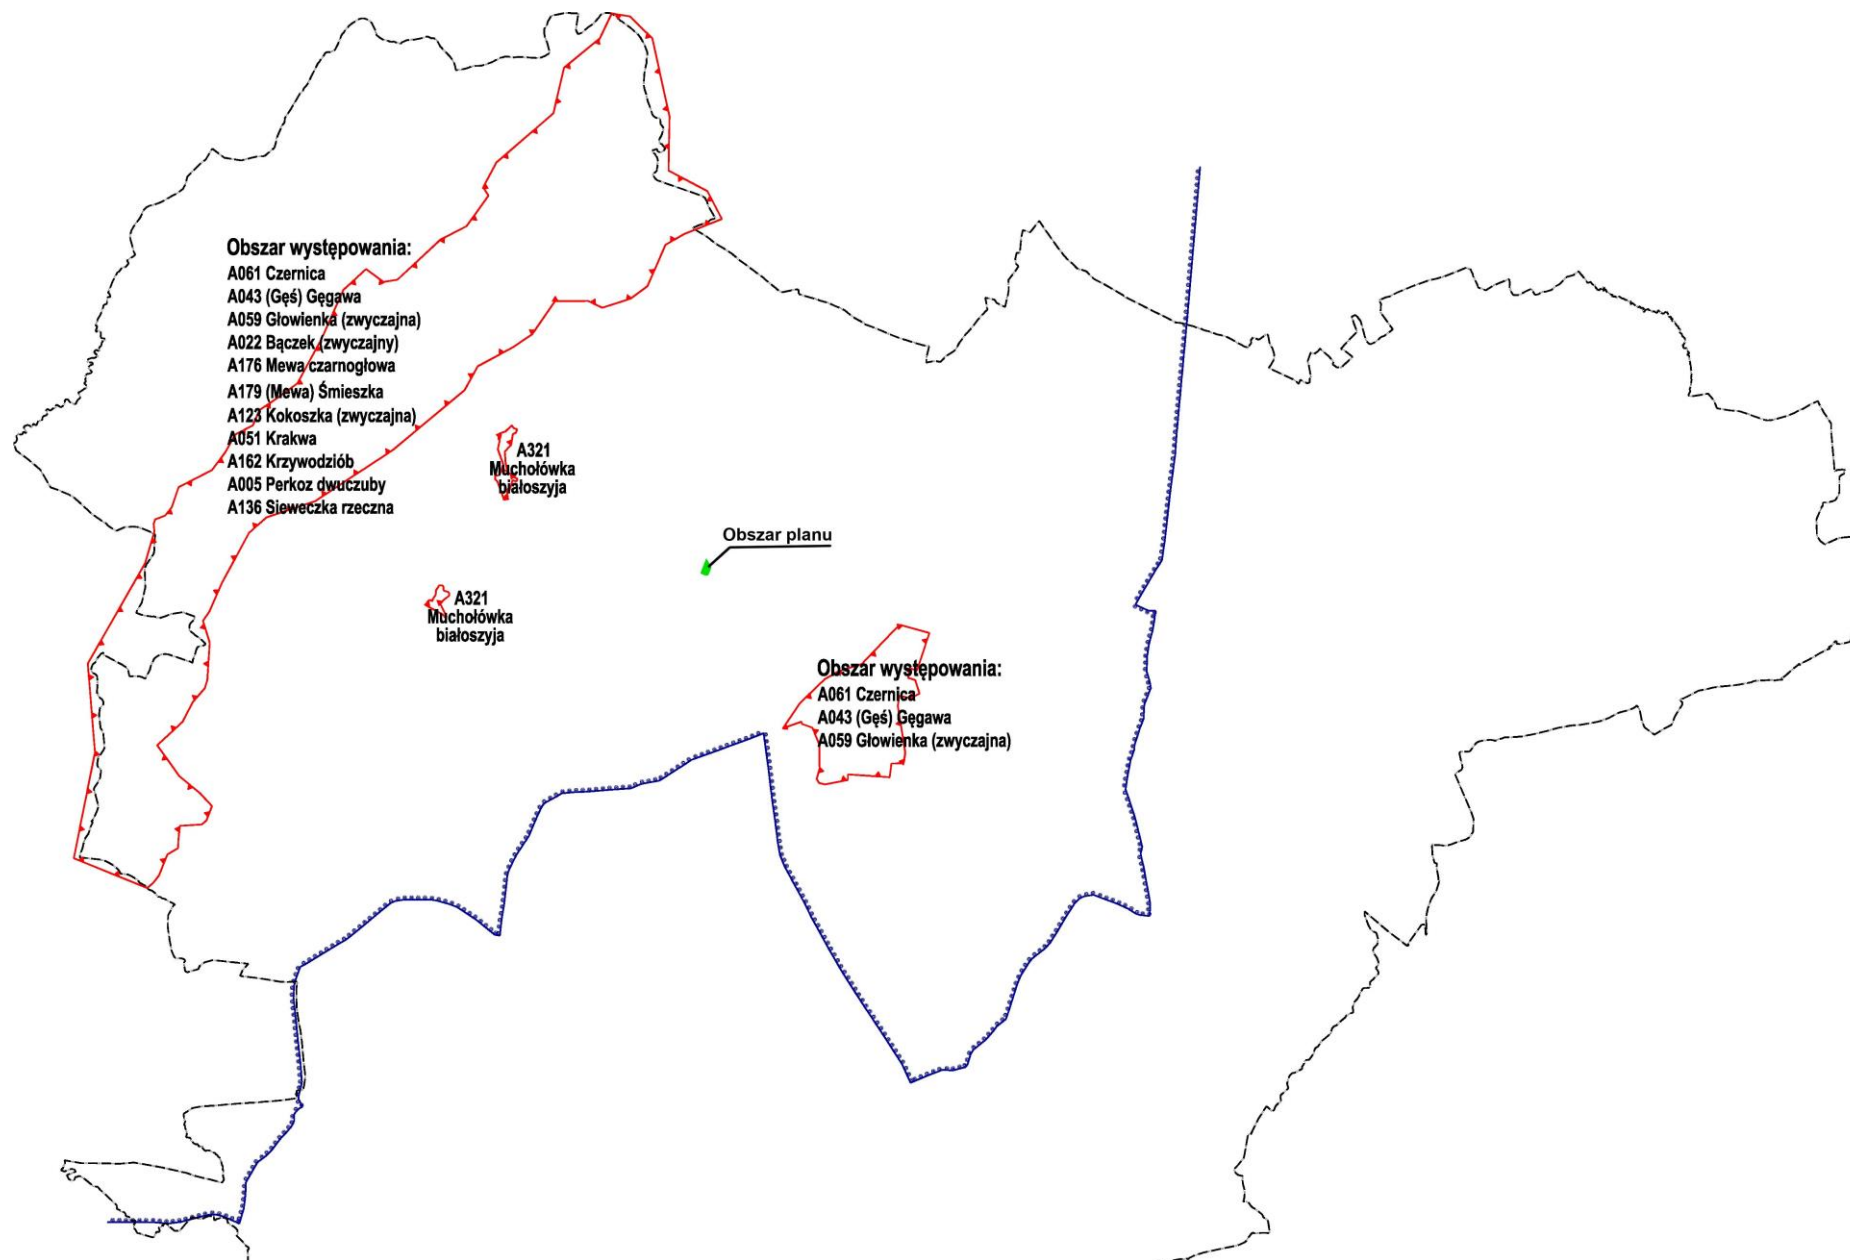 Obszar występowania:
A061 Czernica
A043 (Gęś) Gęgawa
A059 Głowienka (zwyczajna)
A022 Bączek (zwyczajny)
A176 Mewa czarnogłowa
A179 (Mewa) Śmieszka
A123 Kokoszka (zwyczajna)
A051 Krakwa
A162 Krzywodziób
A005 Perkoz dwuczuby
A136 Sieweczka rzeczna
A321
Muchołówka
białoszyja
Obszar planu
A321
Muchołówka
białoszyja
Obszar występowania:
A061 Czernica
A043 (Gęś) Gęgawa
A059 Głowienka (zwyczajna)